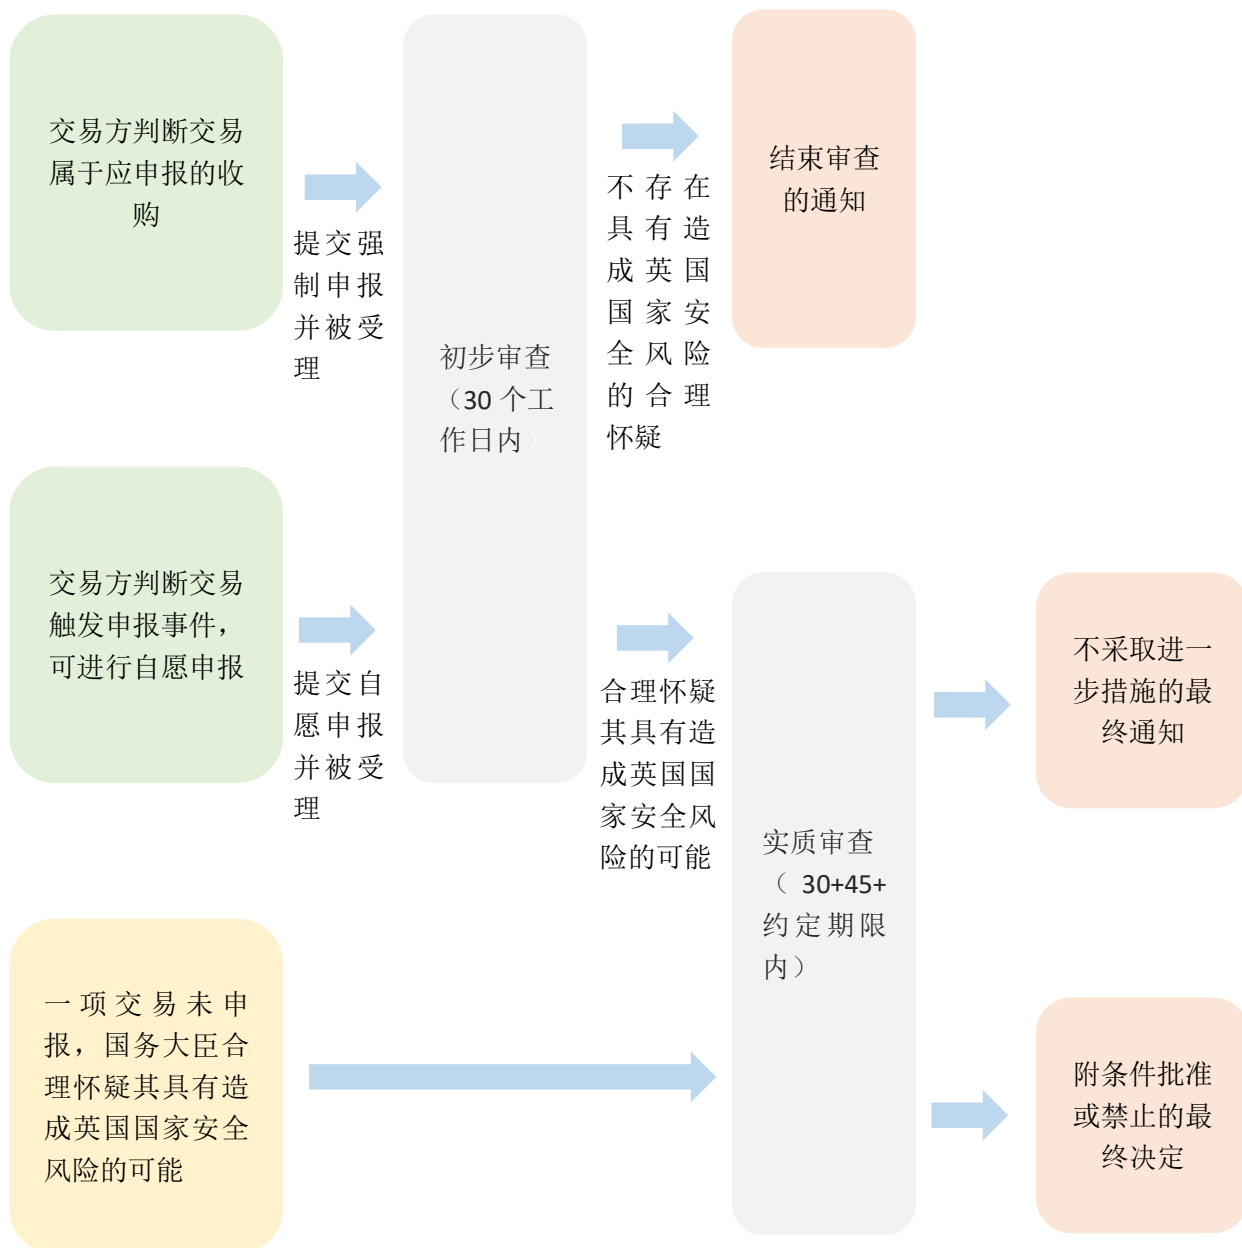 交易方判断交易
属于应申报的收
购
提交强
制申报
并被受
理
初步审查
（30 个工
作日内）
不存在
具有造
成英国
国家安
全风险
的合理
怀疑
结束审查
的通知
交易方判断交易
触发申报事件，
可进行自愿申报
提交自
愿申报
并被受
理
合理怀疑
其具有造
成英国国
家安全风
险的可能
实质审查
（ 30+45+
约定期限
内）
不采取进一
步措施的最
终通知
一项交易未申
报，国务大臣合
理怀疑其具有造
成英国国家安全
风险的可能
附条件批准
或禁止的最
终决定